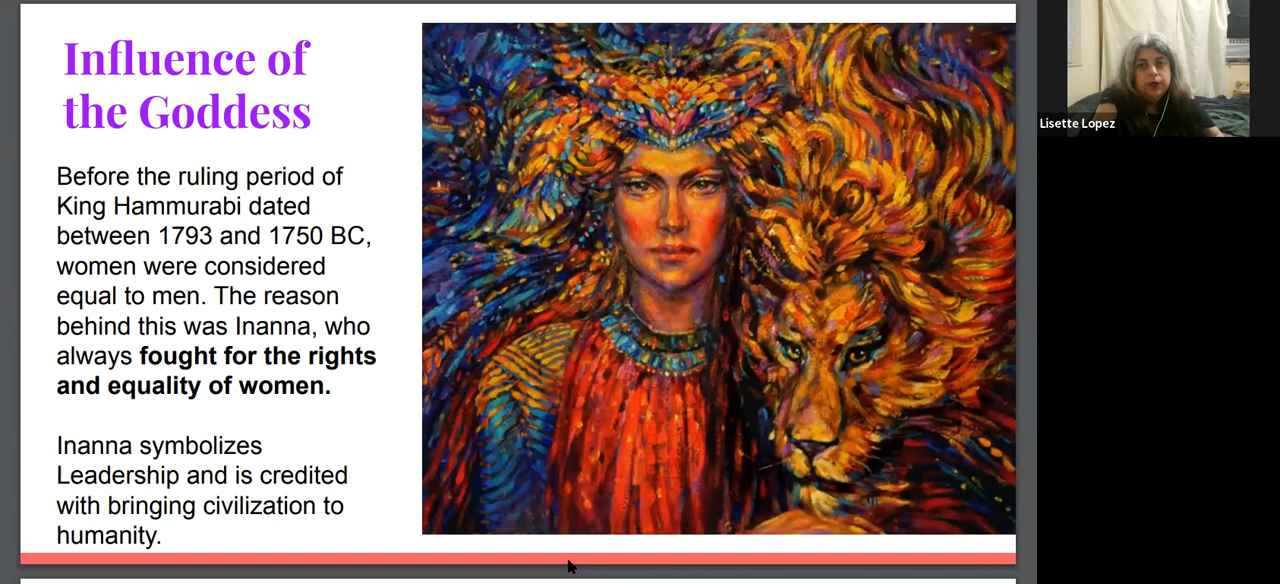 Influence of
the Goddess
Before the ruling period of
King Hammurabi dated
between 1793 and 1750 BC,
women were considered
equal to men. The reason
behind this was Inanna, who
always fought for the rights
and equality of women.
Inanna symbolizes
Leadership and is credited
with bringing civilization to
humanity.
Lisette Lopez